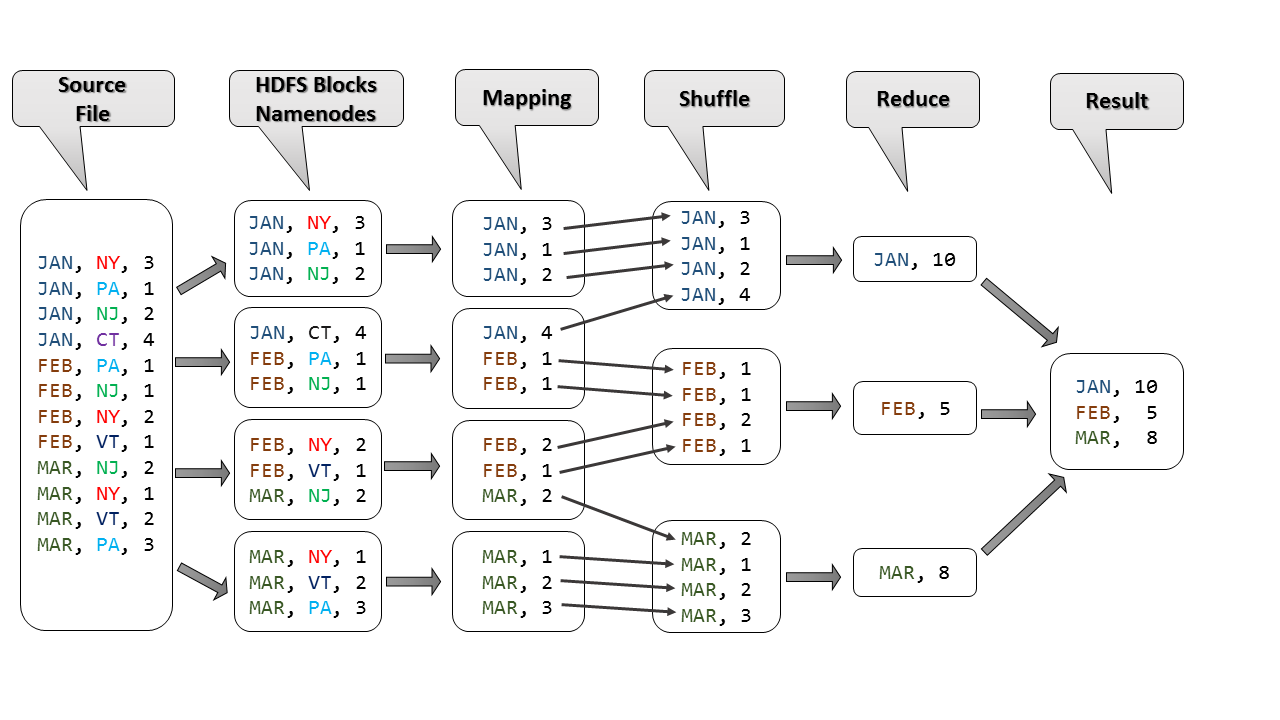 Source
File
HDFS Blocks
Namenodes
Mapping
Shuffle
Reduce
Result
JAN, NY, 3
JAN, PA, 1
JAN, NJ, 2
JAN, CT, 4
FEB, PA, 1
FEB, NJ, 1
FEB, NY, 2
FEB, VT, 1
MAR, NJ, 2
MAR, NY, 1
MAR, VT, 2
MAR, PA, 3
JAN, NY, 3
JAN, PA, 1
JAN, NJ, 2
JAN, CT, 4
FEB, PA, 1
FEB, NJ, 1
FEB, NY, 2
FEB, VT, 1
MAR, NJ, 2
MAR, NY, 1
MAR, VT, 2
MAR, PA, 3
JAN, 3
JAN, 1
JAN, 2
JAN, 4
FEB, 1
FEB, 1
FEB, 2
FEB, 1
MAR, 2
MAR, 1
MAR, 2
MAR, 3
JAN, 3
JAN, 1
JAN, 2
JAN, 4
FEB, 1
FEB, 1
FEB, 2
FEB, 1
MAR, 2
MAR, 1
MAR, 2
MAR, 3
JAN, 10
FEB, 5
MAR, 8
JAN, 10
FEB, 5
MAR, 8